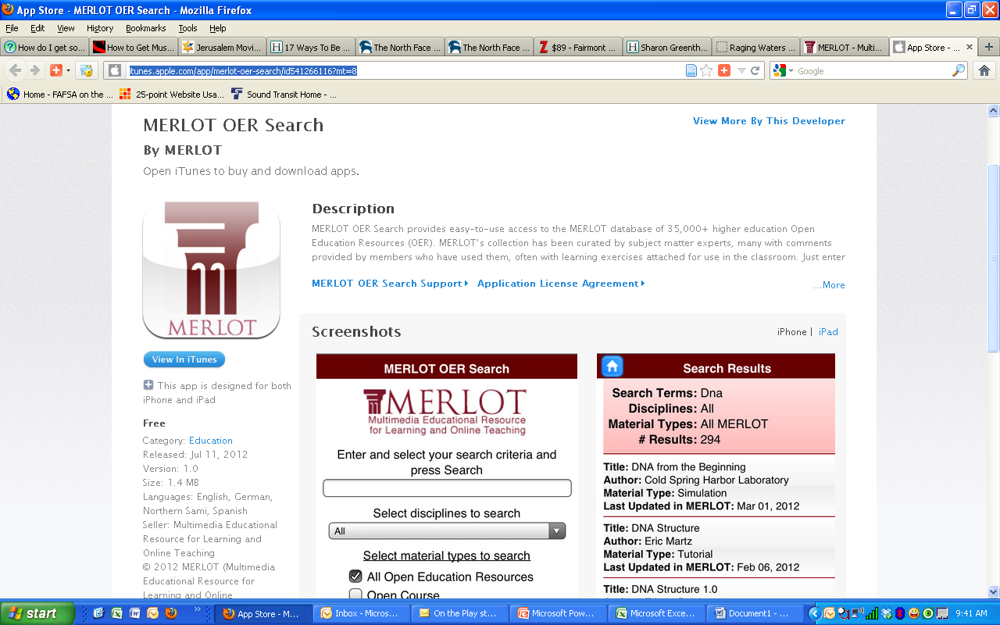 App Store - MERLOT OER Search - Mozilla Firefox
File Edit View History Bookmarks Tools Help
How do I get so... How to Get Mus... Jerusalem Movi... 17 Ways To Be ... The North Face ... The North Face ... $89 - Fairmont ... Sharon Greenth... Raging Waters ... MERLOT - Multi... App Store - ...
itunes.apple.com/app/merlot-oer-search/id541266116?mt=8 Google
Home - FAFSA on the ... 25-point Website Usa... Sound Transit Home - ...
MERLOT OER Search
View More By This Developer
By MERLOT
Open iTunes to buy and download apps.
MERLOT
View In iTunes
This app is designed for both
iPhone and iPad
Free
Category: Education
Released: Jul 11, 2012
Version: 1.0
Size: 1.4 MB
Languages: English, German,
Northern Sami, Spanish
Seller: Multimedia Educational
Resource for Learning and
Online Teaching
© 2012 MERLOT (Multimedia
Educational Resource for
Learning and Online
Description
MERLOT OER Search provides easy-to-use access to the MERLOT database of 35,000+ higher education Open
Education Resources (OER). MERLOT's collection has been curated by subject matter experts, many with comments
provided by members who have used them, often with learning exercises attached for use in the classroom. Just enter
MERLOT OER Search Support Application License Agreement ...More
Screenshots
iPhone | iPad
MERLOT OER Search
MERLOT
Multimedia Educational Resource
for Learning and Online Teaching
Enter and select your search criteria and
press Search
Select disciplines to search
All
Select material types to search
All Open Education Resources
Open Course
Search Results
Search Terms: Dna
Disciplines: All
Material Types: All MERLOT
# Results: 294
Title: DNA from the Beginning
Author: Cold Spring Harbor Laboratory
Material Type: Simulation
Last Updated in MERLOT: Mar 01, 2012
Title: DNA Structure
Author: Eric Martz
Material Type: Tutorial
Last Updated in MERLOT: Feb 06, 2012
Title: DNA Structure 1.0
start App Store - M... Inbox - Micros... On the Play st... Microsoft Pow... Microsoft Exce... Document1 - ... 9:41 AM